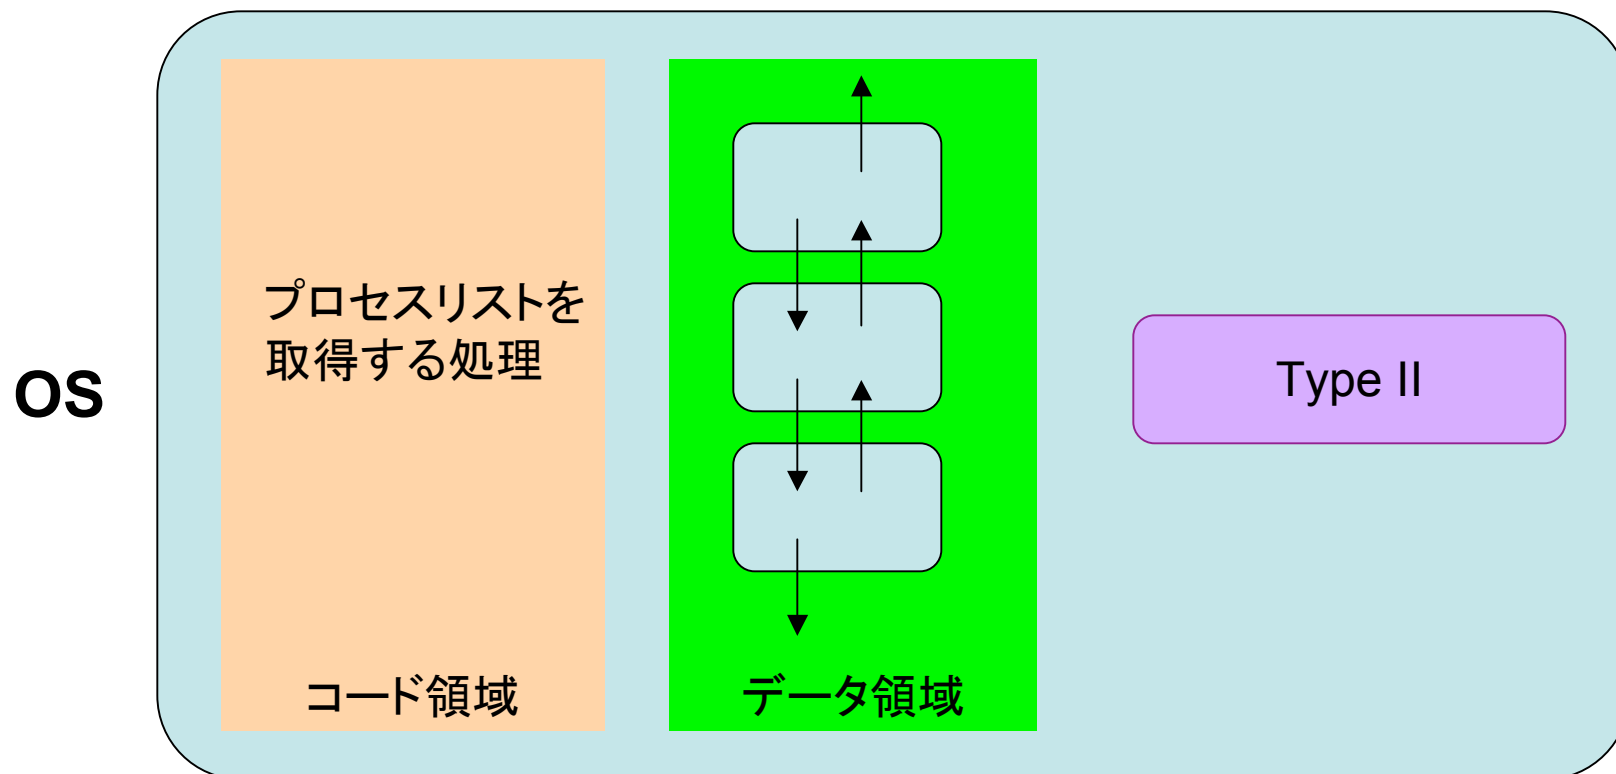 OS
プロセスリストを
取得する処理
コード領域
データ領域
Type II